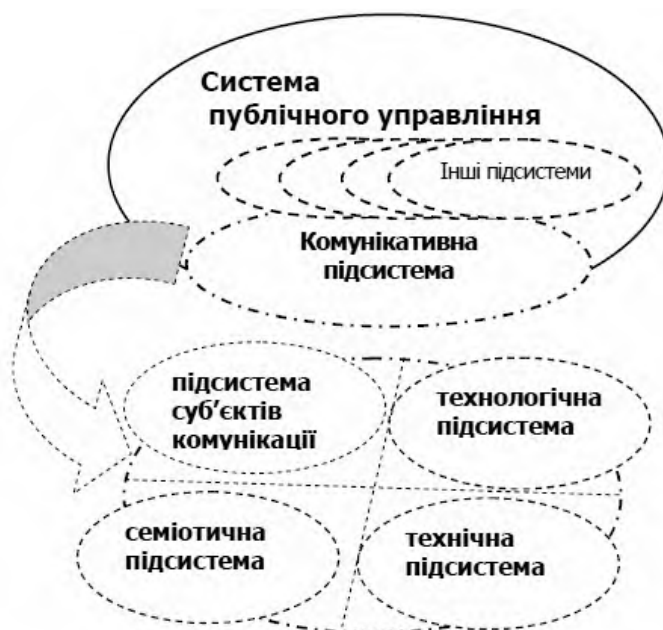 Система
публічного управління
Інші підсистеми
Комунікативна
підсистема
підсистема
суб’єктів
комунікації
технологічна
підсистема
семіотична
підсистема
технічна
підсистема